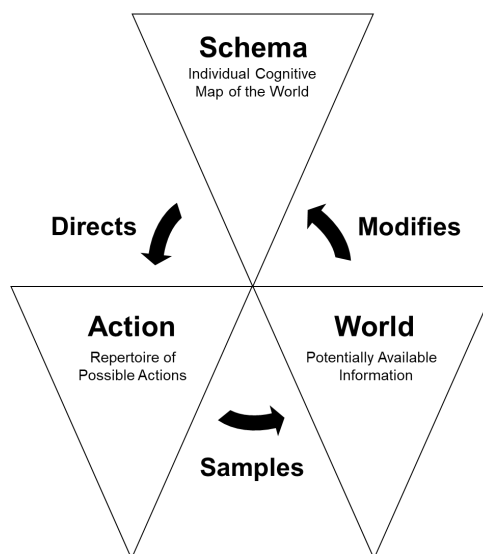 Schema
Individual Cognitive
Map of the World
Directs
Modifies
Action
Repertoire of
Possible Actions
World
Potentially Available
Information
Samples